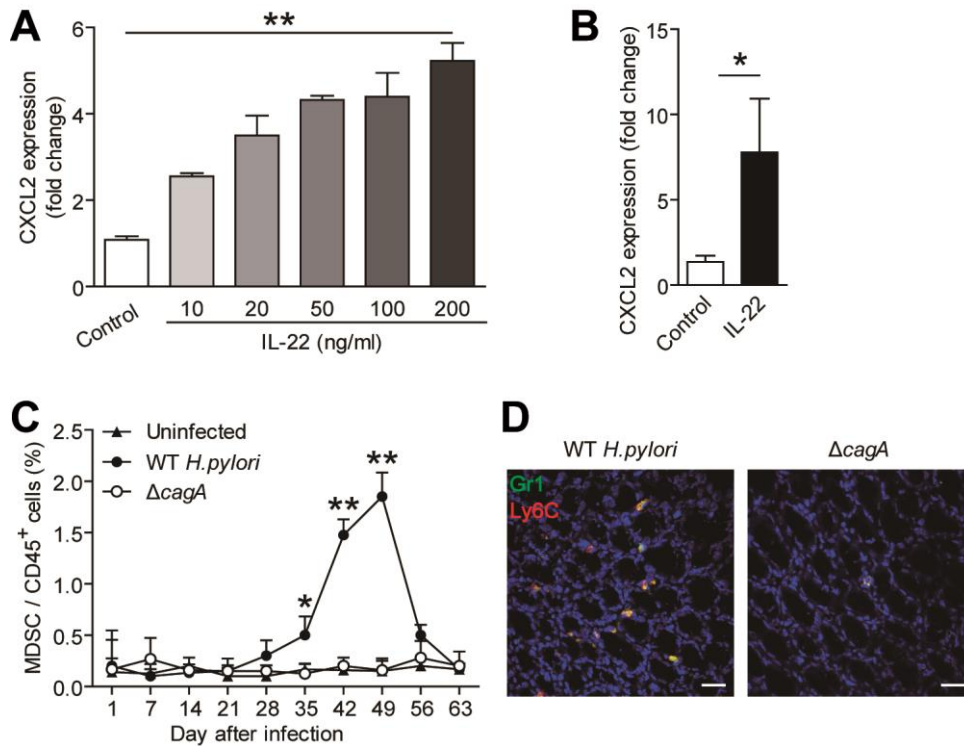 A
CXCL2 expression
(fold change)
6
4
2
0
**
Control
10 20 50 100 200
IL-22 (ng/ml)
B
CXCL2 expression (fold change)
15
10
5
0
*
Control
IL-22
C
MDSC / CD45+ cells (%)
2.5
2.0
1.5
1.0
0.5
0.0
Uninfected
WT H.pylori
ΔcagA
*
**
**
1 7 14 21 28 35 42 49 56 63
Day after infection
D
WT H.pylori
ΔcagA
Gr1
Ly6C